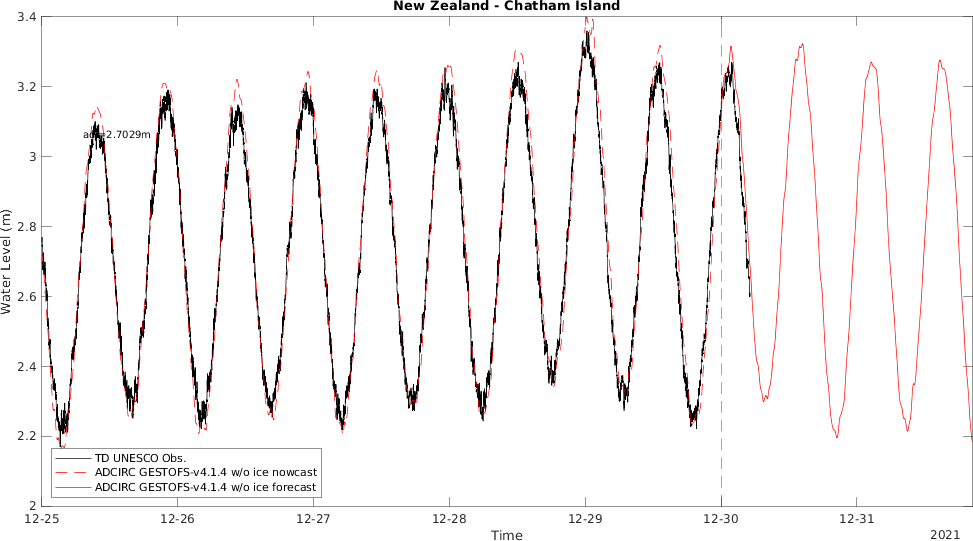 New Zealand - Chatham Island
3.4
3.2
3
2.8
2.6
2.4
2.2
2
Water Level (m)
=2.7029m
TD UNESCO Obs.
ADCIRC GESTOFS-v4.1.4 w/o ice nowcast
ADCIRC GESTOFS-v4.1.4 w/o ice forecast
12-25
12-26
12-27
12-28
12-29
12-30
12-31
Time
2021